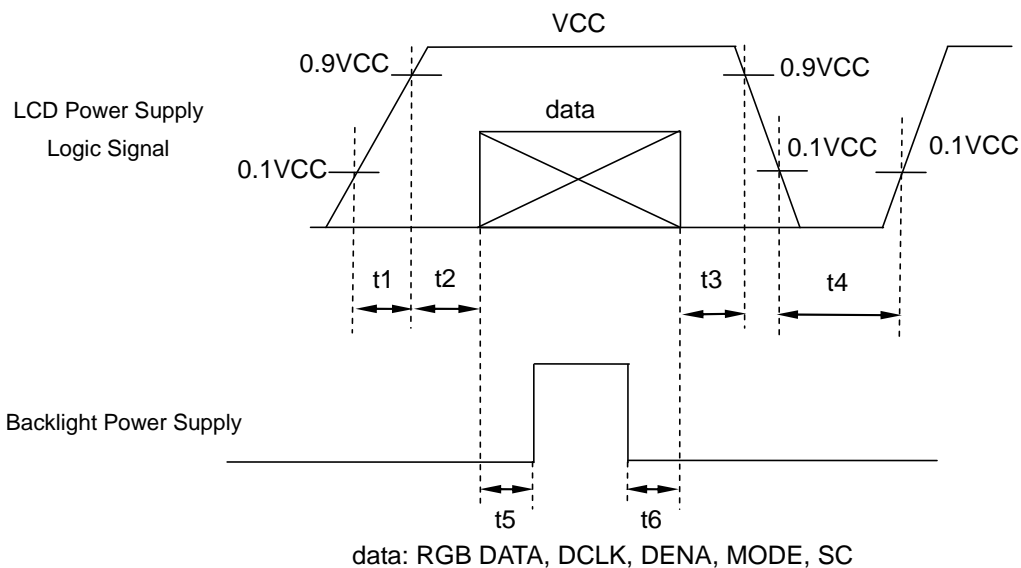 VCC
0.9VCC
0.9VCC
LCD Power Supply
Logic Signal
data
0.1VCC
0.1VCC
0.1VCC
t1
t2
t3
t4
Backlight Power Supply
t5
t6
data: RGB DATA, DCLK, DENA, MODE, SC